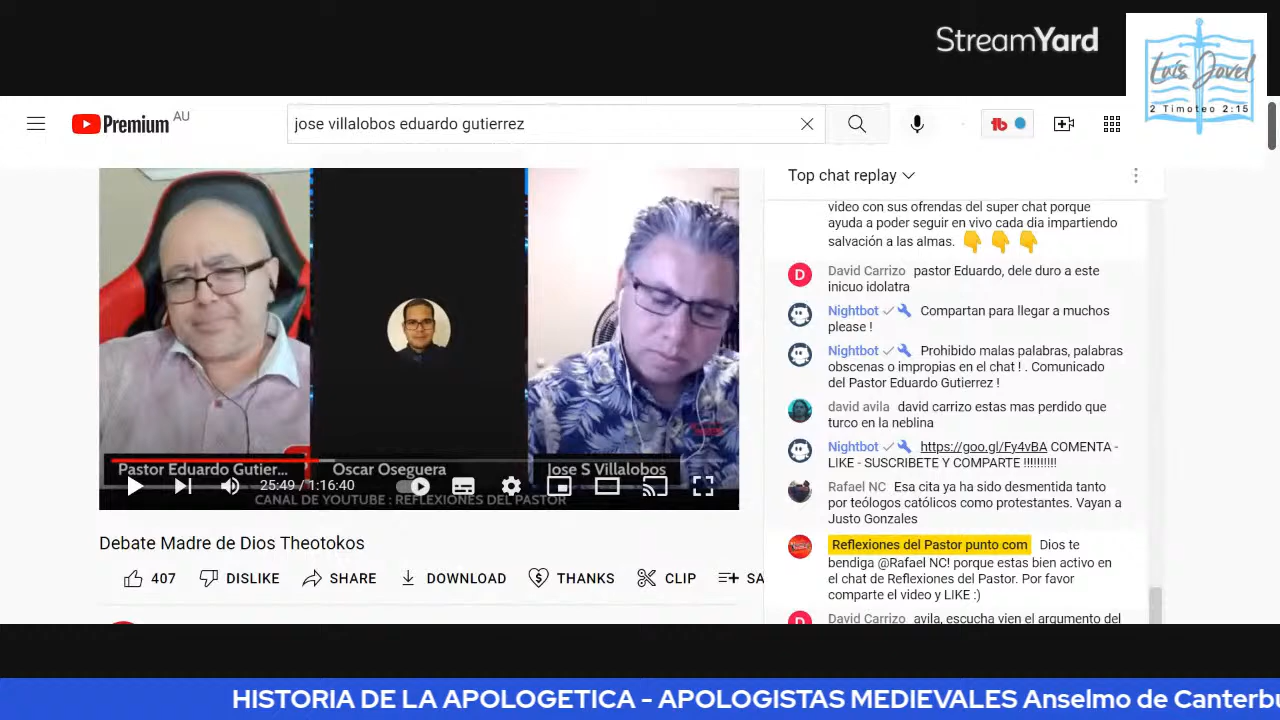 StreamYard
Luis Jovel
2 Timoteo 2:15
Premium
AU
jose villalobos eduardo gutierrez
Top chat replay
video con sus ofrendas del super chat porque
ayuda a poder seguir en vivo cada dia impartiendo
salvación a las almas. 👇 👇 👇
D David Carrizo pastor Eduardo, dele duro a este
inicuo idolatra
Nightbot Compartan para llegar a muchos
please !
Nightbot Prohibido malas palabras, palabras
obscenas o impropias en el chat ! . Comunicado
del Pastor Eduardo Gutierrez !
david avila david carrizo estas mas perdido que
turco en la neblina
Nightbot https://goo.gl/Fy4vBA COMENTA -
LIKE - SUSCRIBETE Y COMPARTE !!!!!!!!!!
Rafael NC Esa cita ya ha sido desmentida tanto
por teólogos católicos como protestantes. Vayan a
Justo Gonzales
Reflexiones del Pastor punto com Dios te
bendiga @Rafael NC! porque estas bien activo en
el chat de Reflexiones del Pastor. Por favor
comparte el video y LIKE :)
D David Carrizo avila, escucha vien el argumento del
Pastor Eduardo Gutier...
Oscar Oseguera
Jose S Villalobos
25:49 / 1:16:40
CANAL DE YOUTUBE : REFLEXIONES DEL PASTOR
Debate Madre de Dios Theotokos
407 DISLIKE SHARE DOWNLOAD THANKS CLIP SA
HISTORIA DE LA APOLOGETICA - APOLOGISTAS MEDIEVALES Anselmo de Canterbu